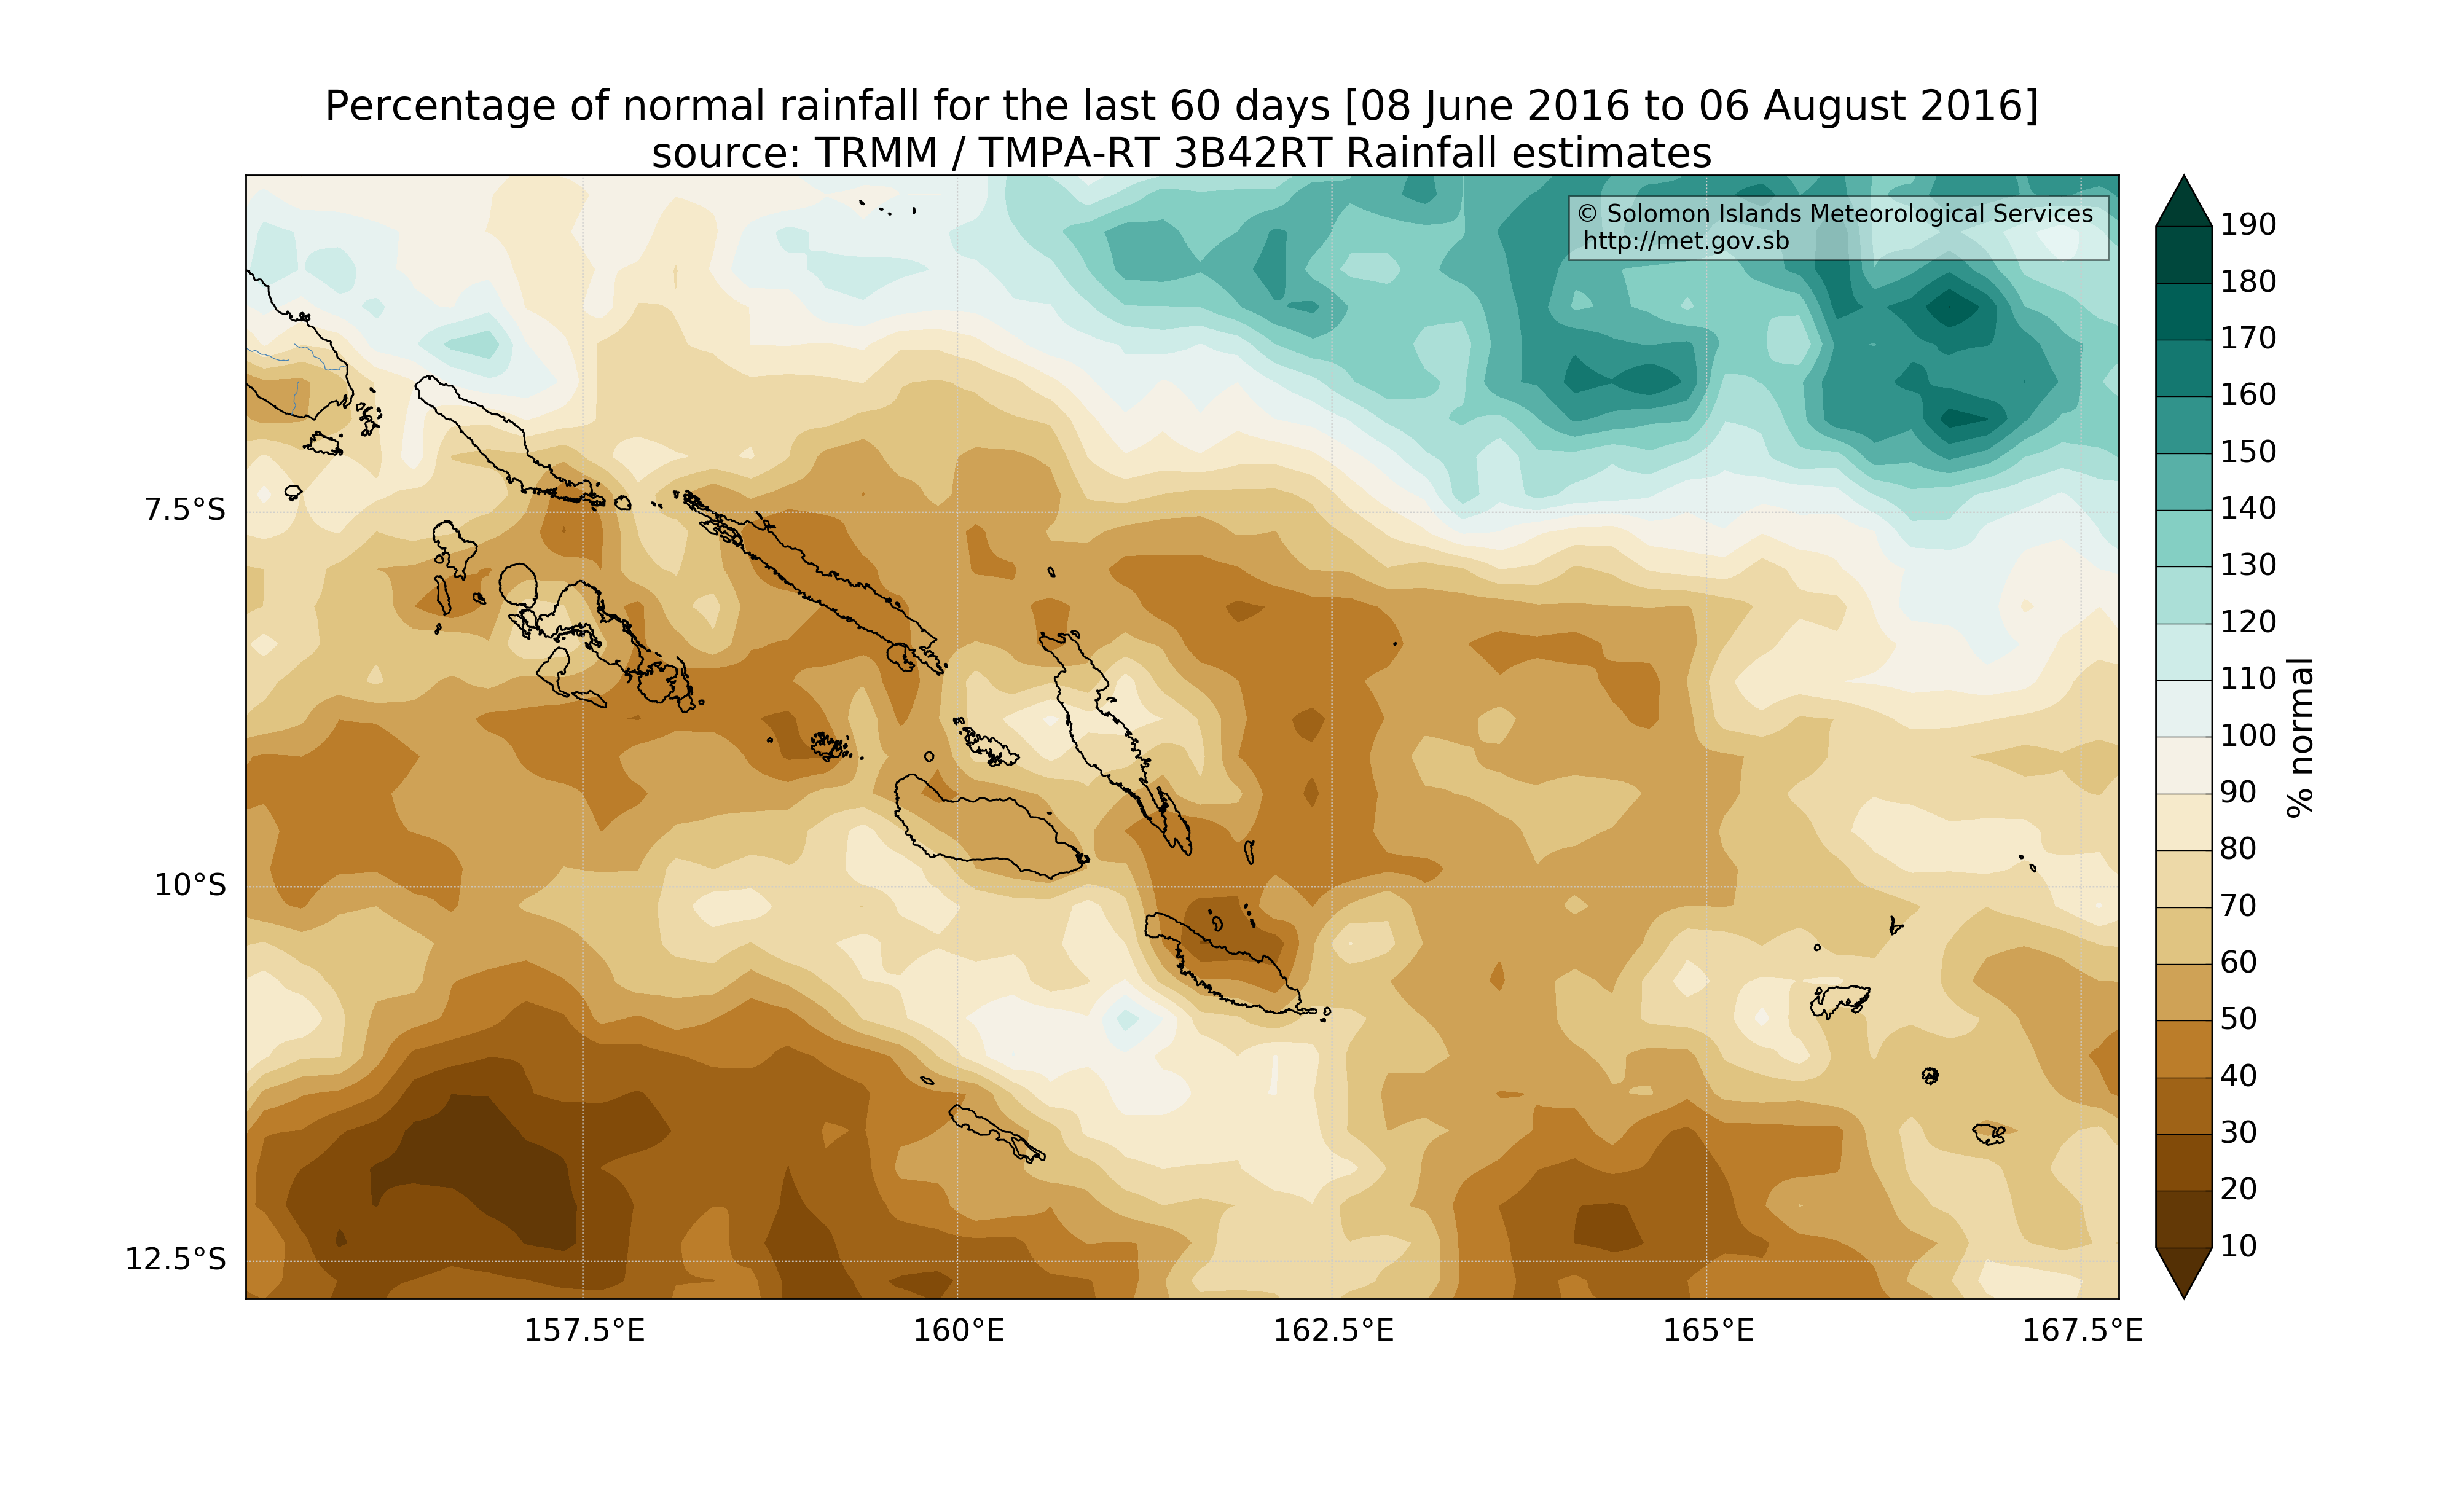 Percentage of normal rainfall for the last 60 days [08 June 2016 to 06 August 2016]
source: TRMM / TMPA-RT 3B42RT Rainfall estimates
© Solomon Islands Meteorological Services
http://met.gov.sb
7.5°S
10°S
12.5°S
157.5°E
160°E
162.5°E
165°E
167.5°E
190
180
170
160
150
140
130
120
110
100
90
80
70
60
50
40
30
20
10
% normal